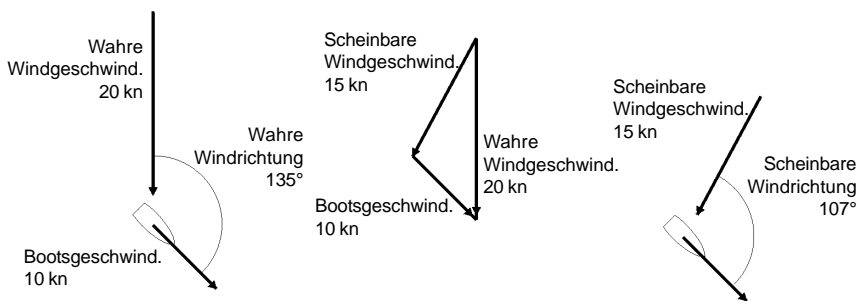 Wahre
Windgeschwind.
20 kn
Wahre
Windrichtung
135°
Bootsgeschwind.
10 kn
Scheinbare
Windgeschwind.
15 kn
Wahre
Windgeschwind.
20 kn
Bootsgeschwind.
10 kn
Scheinbare
Windgeschwind.
15 kn
Scheinbare
Windrichtung
107°